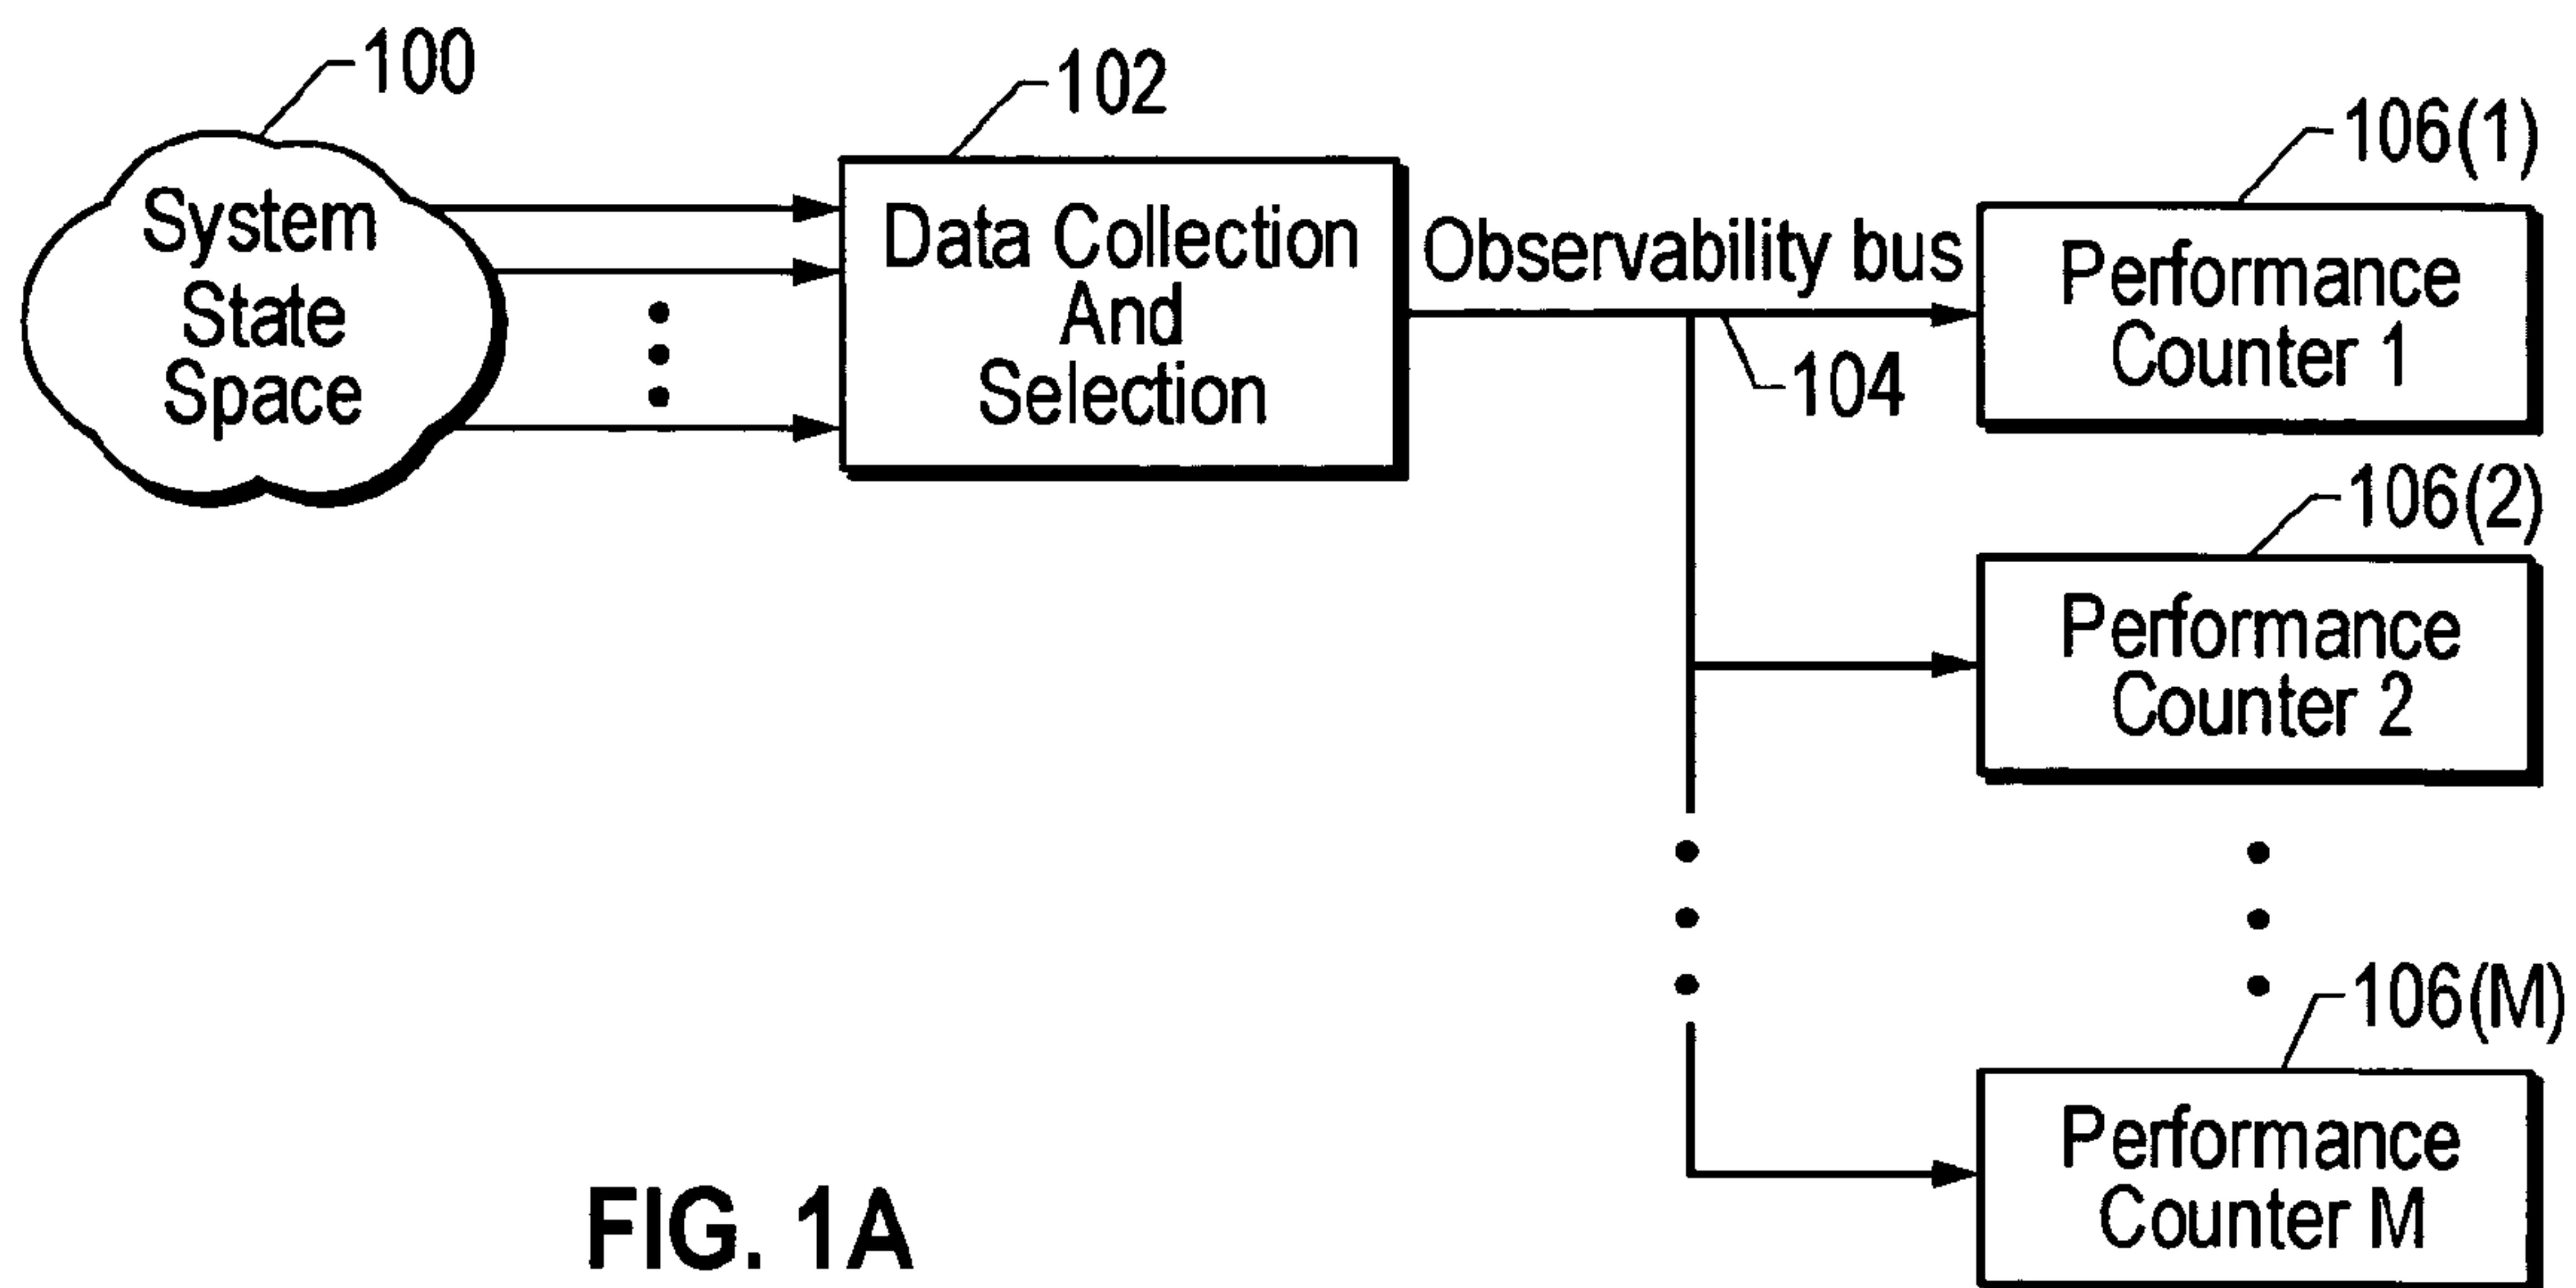 100
102
106(1)
System
State
Space
Data Collection
And
Selection
Observability bus
104
Performance
Counter 1
106(2)
Performance
Counter 2
106(M)
Performance
Counter M
FIG. 1A